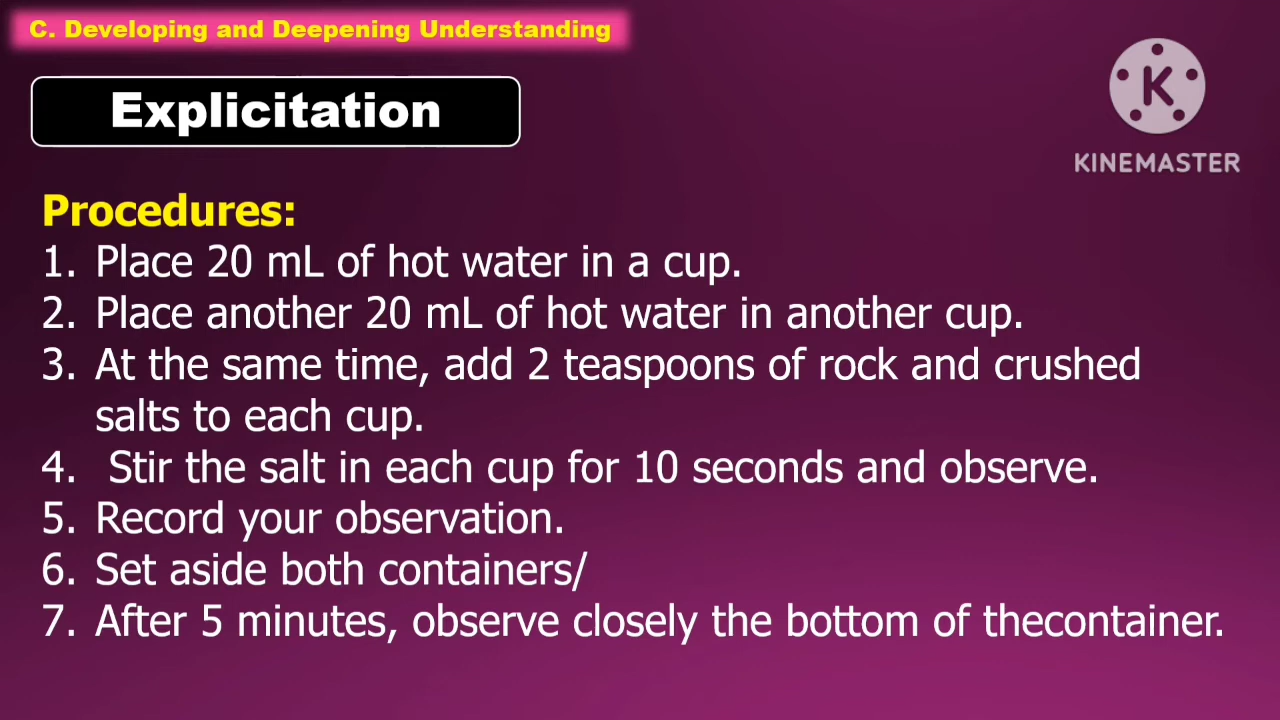 C. Developing and Deepening Understanding
Explicitation
K
KINEMASTER
Procedures:
1. Place 20 mL of hot water in a cup.
2. Place another 20 mL of hot water in another cup.
3. At the same time, add 2 teaspoons of rock and crushed
salts to each cup.
4. Stir the salt in each cup for 10 seconds and observe.
5. Record your observation.
6. Set aside both containers/
7. After 5 minutes, observe closely the bottom of thecontainer.